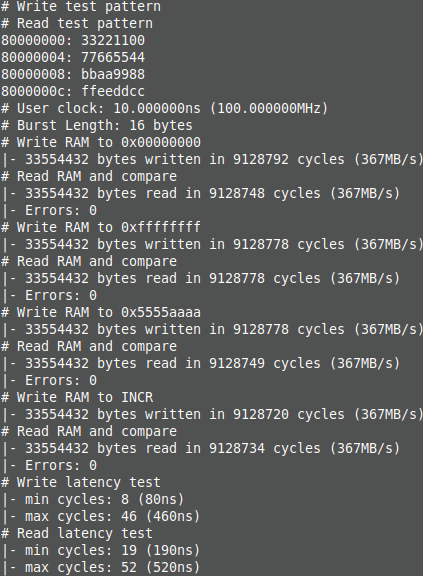 # Write test pattern
# Read test pattern
80000000: 33221100
80000004: 77665544
80000008: bbaa9988
8000000c: ffeeddcc
# User clock: 10.000000ns (100.000000MHz)
# Burst Length: 16 bytes
# Write RAM to 0x00000000
|- 33554432 bytes written in 9128792 cycles (367MB/s)
# Read RAM and compare
|- 33554432 bytes read in 9128748 cycles (367MB/s)
|- Errors: 0
# Write RAM to 0xffffffff
|- 33554432 bytes written in 9128778 cycles (367MB/s)
# Read RAM and compare
|- 33554432 bytes read in 9128778 cycles (367MB/s)
|- Errors: 0
# Write RAM to 0x5555aaaa
|- 33554432 bytes written in 9128778 cycles (367MB/s)
# Read RAM and compare
|- 33554432 bytes read in 9128749 cycles (367MB/s)
|- Errors: 0
# Write RAM to INCR
|- 33554432 bytes written in 9128720 cycles (367MB/s)
# Read RAM and compare
|- 33554432 bytes read in 9128734 cycles (367MB/s)
|- Errors: 0
# Write latency test
|- min cycles: 8 (80ns)
|- max cycles: 46 (460ns)
# Read latency test
|- min cycles: 19 (190ns)
|- max cycles: 52 (520ns)